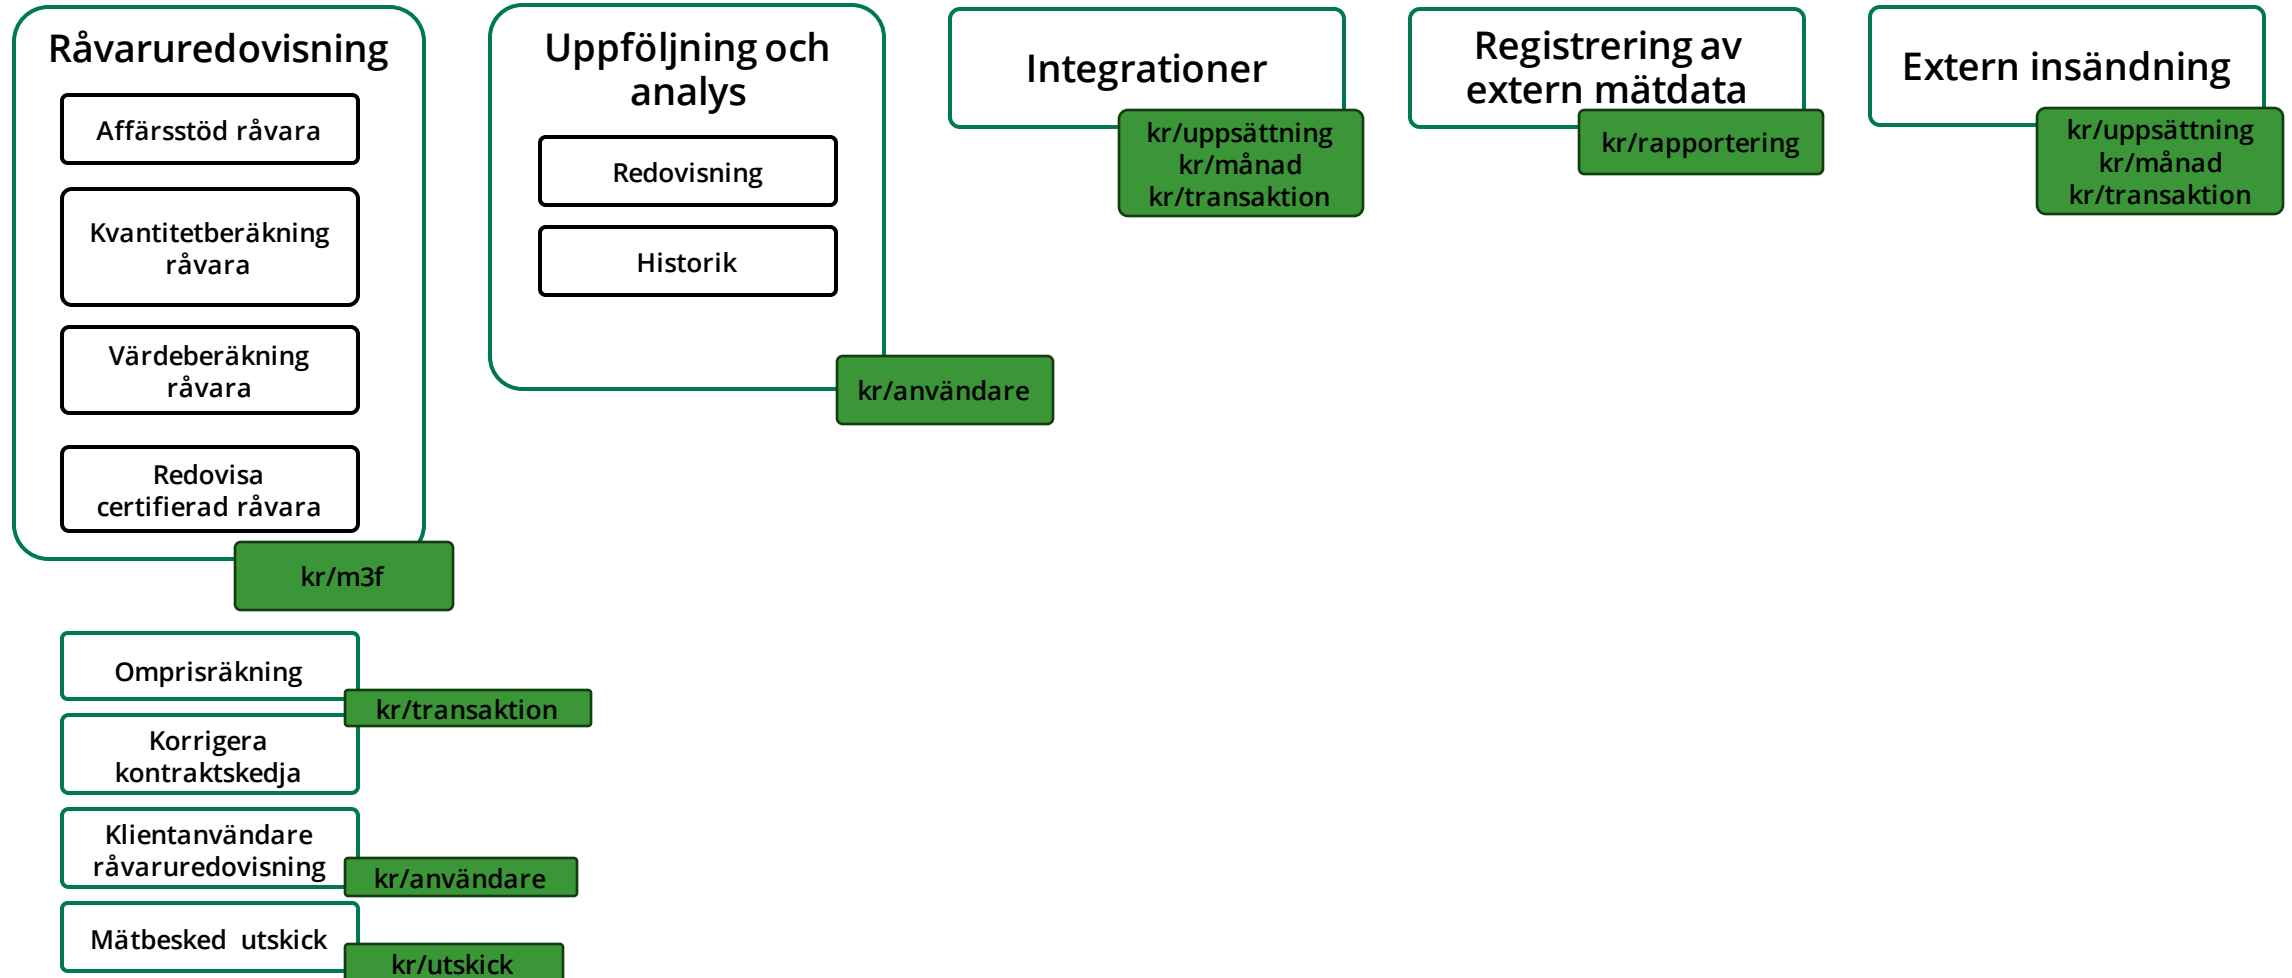 Råvaruredovisning
Affärsstöd råvara
Kvantitetberäkning
råvara
Värdeberäkning
råvara
Redovisa
certifierad råvara
kr/m3f
Omprisräkning
kr/transaktion
Korrigera
kontraktskedja
Klientanvändare
råvaruredovisning
kr/användare
Mätbesked utskick
kr/utskick
Uppföljning och
analys
Redovisning
Historik
kr/användare
Integrationer
kr/uppsättning
kr/månad
kr/transaktion
Registrering av
extern mätdata
kr/rapportering
Extern insändning
kr/uppsättning
kr/månad
kr/transaktion